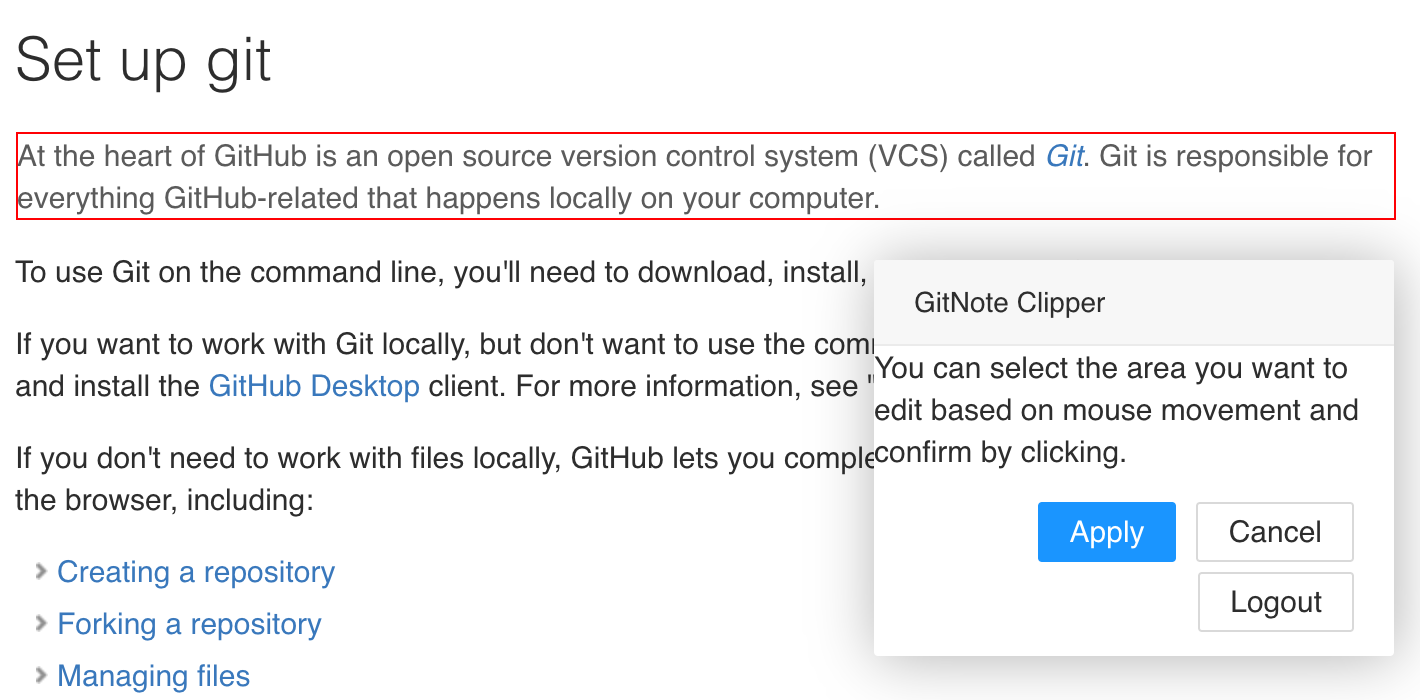 Set up git
At the heart of GitHub is an open source version control system (VCS) called Git. Git is responsible for
everything GitHub-related that happens locally on your computer.
To use Git on the command line, you'll need to download, install,
If you want to work with Git locally, but don't want to use the
and install the GitHub Desktop client. For more information, see "
If you don't need to work with files locally, GitHub lets you
the browser, including:
Creating a repository
Forking a repository
Managing files
GitNote Clipper
You can select the area you want to
edit based on mouse movement and
confirm by clicking.
Apply
Cancel
Logout